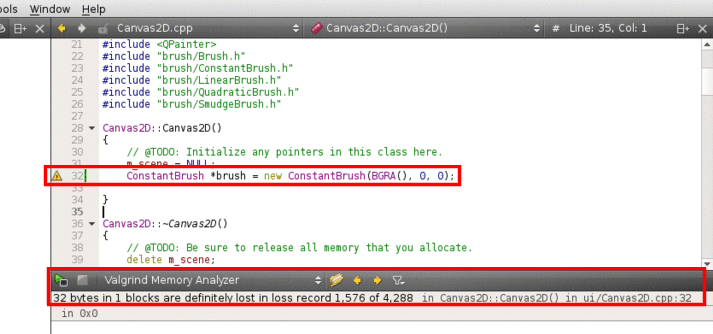 ools Window Help
Canvas2D.cpp Canvas2D::Canvas2D() # Line: 35, Col: 1
21 #include <QPainter>
22 #include "brush/Brush.h"
23 #include "brush/ConstantBrush.h"
24 #include "brush/LinearBrush.h"
25 #include "brush/QuadraticBrush.h"
26 #include "brush/SmudgeBrush.h"
27
28 Canvas2D::Canvas2D()
29 {
30 // @TODO: Initialize any pointers in this class here.
31 m_scene = NULL;
32 ConstantBrush *brush = new ConstantBrush(BGRA(), 0, 0);
33
34 }
35
36 Canvas2D::~Canvas2D()
37 {
38 // @TODO: Be sure to release all memory that you allocate.
39 delete m_scene;
Valgrind Memory Analyzer
32 bytes in 1 blocks are definitely lost in loss record 1,576 of 4,288 in Canvas2D::Canvas2D() in ui/Canvas2D.cpp:32
in 0x0